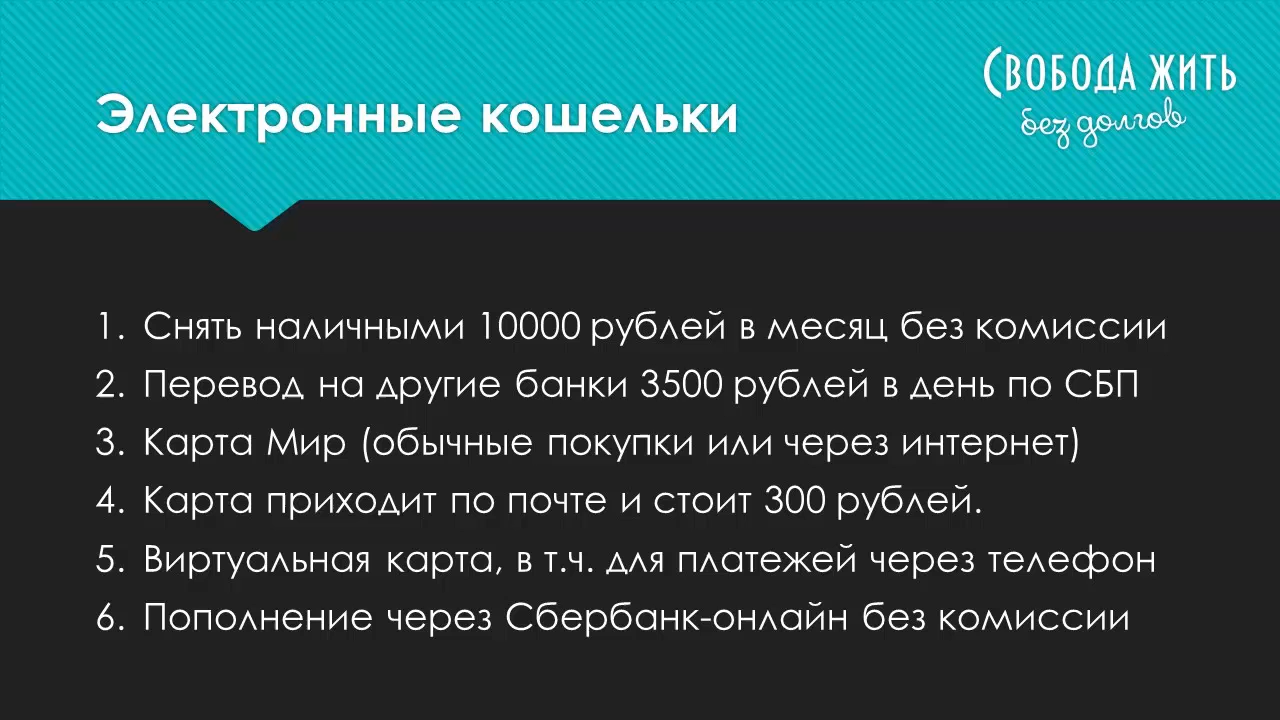 Электронные кошельки
СВОБОДА ЖИТЬ
без долгов
1. Снять наличными 10000 рублей в месяц без комиссии
2. Перевод на другие банки 3500 рублей в день по СБП
3. Карта Мир (обычные покупки или через интернет)
4. Карта приходит по почте и стоит 300 рублей.
5. Виртуальная карта, в т.ч. для платежей через телефон
6. Пополнение через Сбербанк-онлайн без комиссии